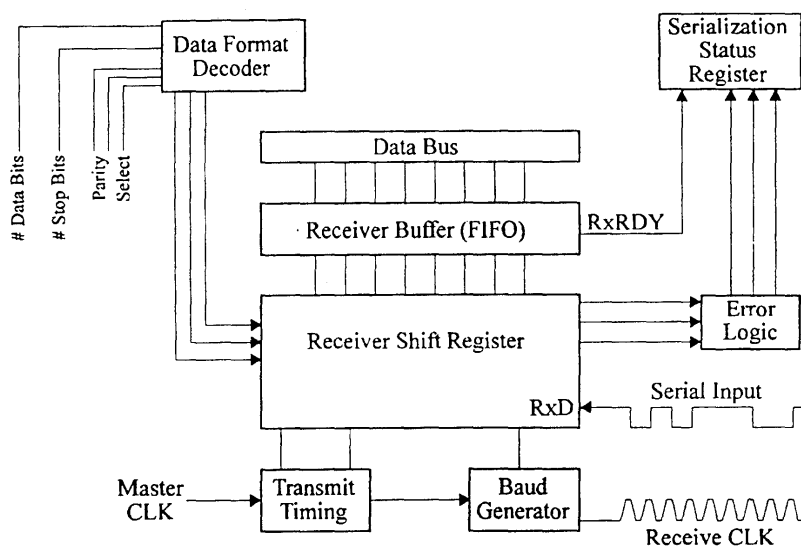 Data Format
Decoder
Serialization
Status
Register
# Data Bits
# Stop Bits
Parity
Select
Data Bus
Receiver Buffer (FIFO)
RxRDY
Receiver Shift Register
Error
Logic
RxD
Serial Input
Master
CLK
Transmit
Timing
Baud
Generator
Receive CLK